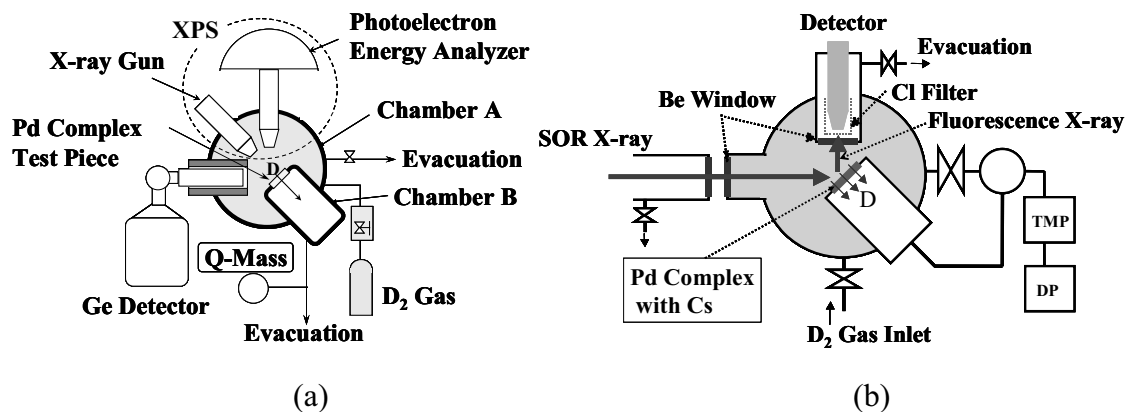 XPS
Photoelectron
Energy Analyzer
X-ray Gun
Chamber A
Pd Complex
Test Piece
D
Evacuation
Chamber B
Q-Mass
Ge Detector
D2 Gas
Evacuation
(a)
Detector
Evacuation
Be Window
Cl Filter
Fluorescence X-ray
SOR X-ray
D
TMP
Pd Complex
with Cs
DP
D2 Gas Inlet
(b)